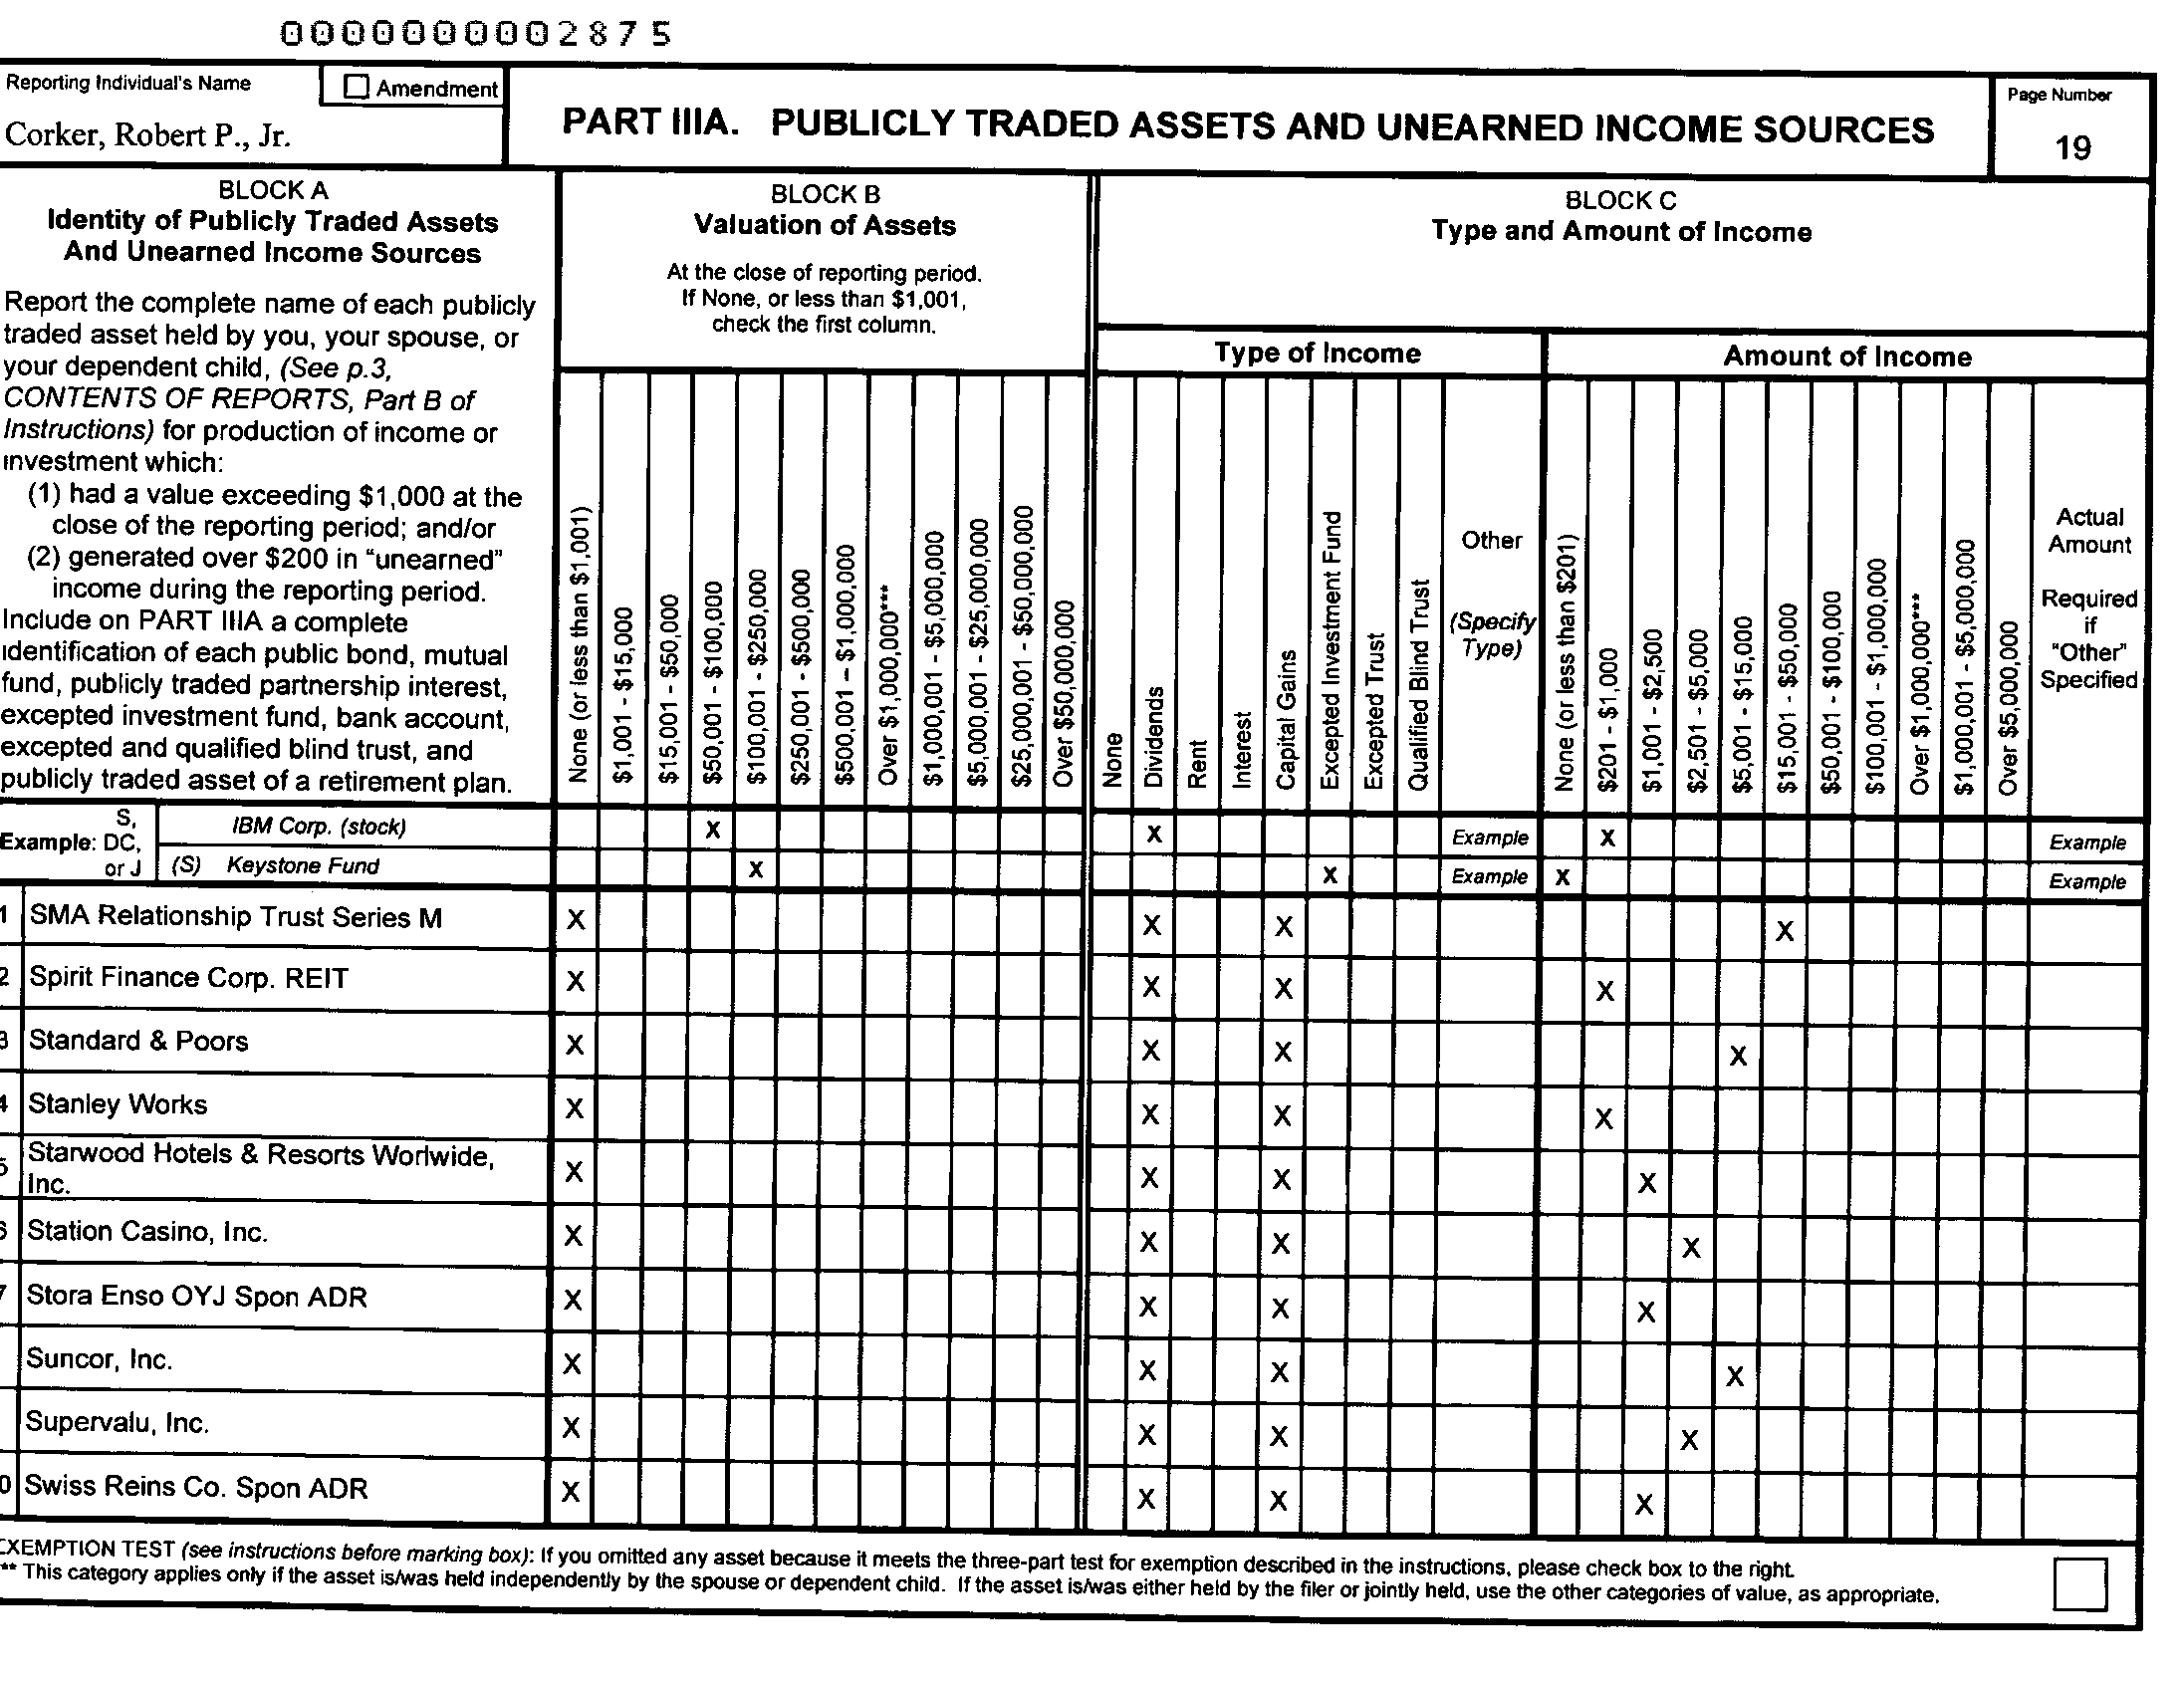 0000000002875
Reporting Individual's Name
Amendment
Corker, Robert P., Jr.
PART IIIA. PUBLICLY TRADED ASSETS AND UNEARNED INCOME SOURCES
Page Number
19
BLOCK A
Identity of Publicly Traded Assets
And Unearned Income Sources
Report the complete name of each publicly
traded asset held by you, your spouse, or
your dependent child, (See p.3,
CONTENTS OF REPORTS, Part B of
Instructions) for production of income or
investment which:
(1) had a value exceeding $1,000 at the
close of the reporting period; and/or
(2) generated over $200 in “unearned”
income during the reporting period.
Include on PART IIIA a complete
identification of each public bond, mutual
fund, publicly traded partnership interest,
excepted investment fund, bank account,
excepted and qualified blind trust, and
publicly traded asset of a retirement plan.
BLOCK B
Valuation of Assets
At the close of reporting period.
If None, or less than $1,001,
check the first column.
None (or less than $1,001)
$1,001 - $15,000
$15,001 - $50,000
$50,001 - $100,000
$100,001 - $250,000
$250,001 - $500,000
$500,001 – $1,000,000
Over $1,000,000***
$1,000,001 - $5,000,000
$5,000,001 - $25,000,000
$25,000,001 - $50,000,000
Over $50,000,000
BLOCK C
Type and Amount of Income
Type of Income
None
Dividends
Rent
Interest
Capital Gains
Excepted Investment Fund
Excepted Trust
Qualified Blind Trust
Other
(Specify
Type)
Amount of Income
None (or less than $201)
$201 - $1,000
$1,001 - $2,500
$2,501 - $5,000
$5,001 - $15,000
$15,001 - $50,000
$50,001 - $100,000
$100,001 - $1,000,000
Over $1,000,000***
$1,000,001 - $5,000,000
Over $5,000,000
Actual
Amount
Required
if
“Other”
Specified
Example: S, DC, or J
IBM Corp. (stock) X X Example X Example
(S) Keystone Fund X X Example X Example
1 SMA Relationship Trust Series M X X X X
2 Spirit Finance Corp. REIT X X X X
3 Standard & Poors X X X X
4 Stanley Works X X X X
5 Starwood Hotels & Resorts Worlwide,
Inc. X X X X
6 Station Casino, Inc. X X X X
7 Stora Enso OYJ Spon ADR X X X X
Suncor, Inc. X X X X
Supervalu, Inc. X X X X
0 Swiss Reins Co. Spon ADR X X X X
EXEMPTION TEST (see instructions before marking box): If you omitted any asset because it meets the three-part test for exemption described in the instructions, please check box to the right.
** This category applies only if the asset is/was held independently by the spouse or dependent child. If the asset is/was either held by the filer or jointly held, use the other categories of value, as appropriate.